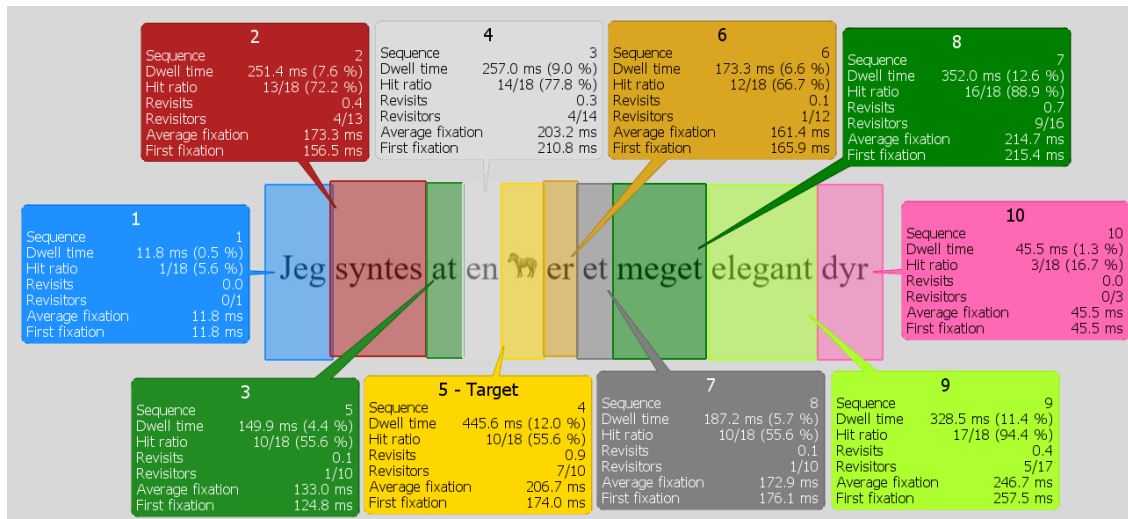 2
Sequence 2
Dwell time 251.4 ms (7.6 %)
Hit ratio 13/18 (72.2 %)
Revisits 0.4
Revisitors 4/13
Average fixation 173.3 ms
First fixation 156.5 ms
4
Sequence 3
Dwell time 257.0 ms (9.0 %)
Hit ratio 14/18 (77.8 %)
Revisits 0.3
Revisitors 4/14
Average fixation 203.2 ms
First fixation 210.8 ms
6
Sequence 6
Dwell time 173.3 ms (6.6 %)
Hit ratio 12/18 (66.7 %)
Revisits 0.1
Revisitors 1/12
Average fixation 161.4 ms
First fixation 165.9 ms
8
Sequence 7
Dwell time 352.0 ms (12.6 %)
Hit ratio 16/18 (88.9 %)
Revisits 0.7
Revisitors 9/16
Average fixation 214.7 ms
First fixation 215.4 ms
1
Sequence 1
Dwell time 11.8 ms (0.5 %)
Hit ratio 1/18 (5.6 %)
Revisits 0.0
Revisitors 0/1
Average fixation 11.8 ms
First fixation 11.8 ms
Jeg syntes at en er et meget elegant dyr
10
Sequence 10
Dwell time 45.5 ms (1.3 %)
Hit ratio 3/18 (16.7 %)
Revisits 0.0
Revisitors 0/3
Average fixation 45.5 ms
First fixation 45.5 ms
3
Sequence 5
Dwell time 149.9 ms (4.4 %)
Hit ratio 10/18 (55.6 %)
Revisits 0.1
Revisitors 1/10
Average fixation 133.0 ms
First fixation 124.8 ms
5 - Target
Sequence 4
Dwell time 445.6 ms (12.0 %)
Hit ratio 10/18 (55.6 %)
Revisits 0.9
Revisitors 7/10
Average fixation 206.7 ms
First fixation 174.0 ms
7
Sequence 8
Dwell time 187.2 ms (5.7 %)
Hit ratio 10/18 (55.6 %)
Revisits 0.1
Revisitors 1/10
Average fixation 172.9 ms
First fixation 176.1 ms
9
Sequence 9
Dwell time 328.5 ms (11.4 %)
Hit ratio 17/18 (94.4 %)
Revisits 0.4
Revisitors 5/17
Average fixation 246.7 ms
First fixation 257.5 ms